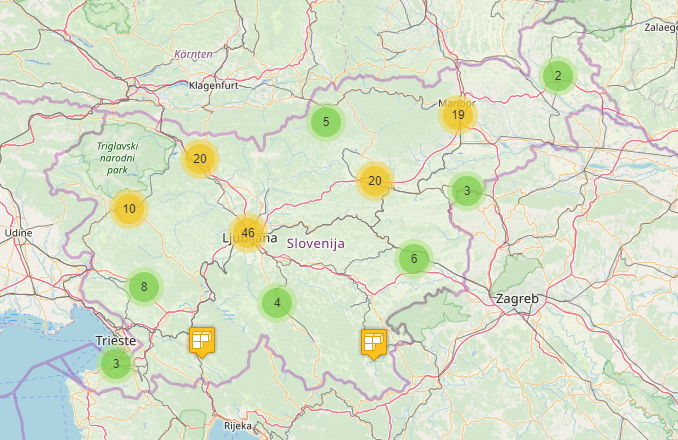 Zalaege
Kärnten
2
Klagenfurt
Maribor
19
5
Triglavski
narodni
park
20
20
3
10
Udine
46
Ljubljana
Slovenija
6
8
4
Zagreb
Trieste
3
Rijeka